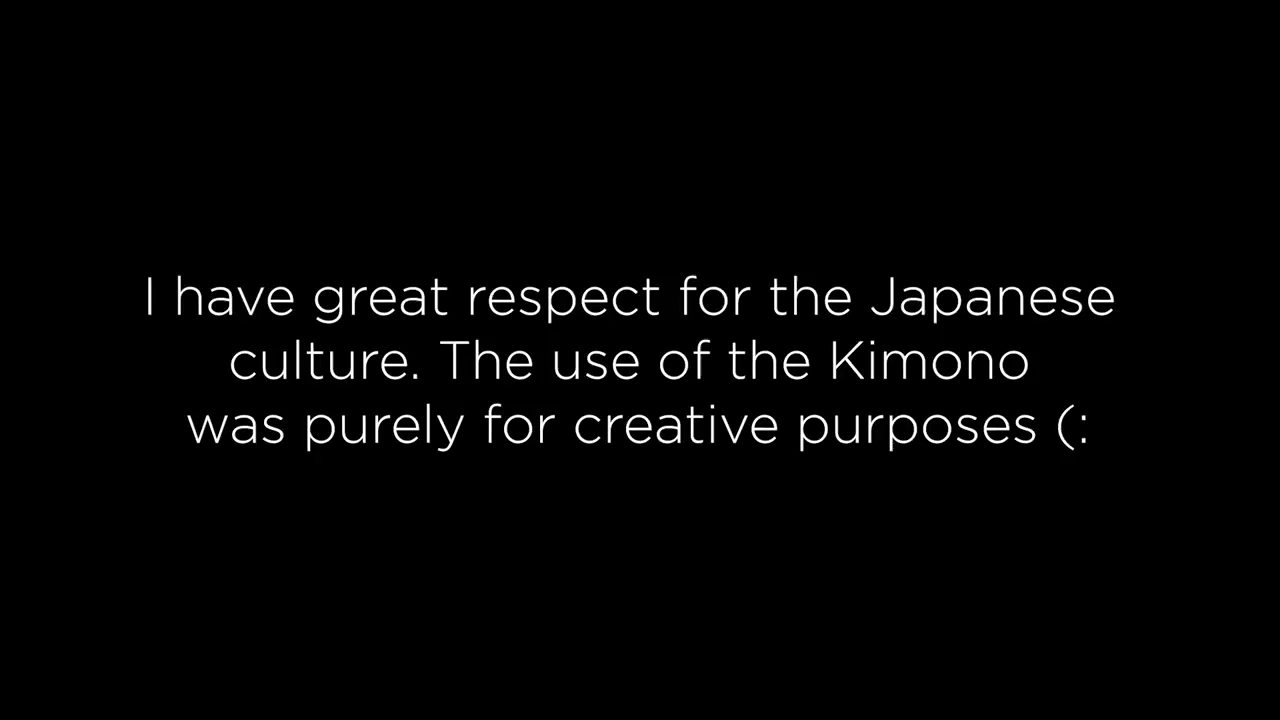 I have great respect for the Japanese
culture. The use of the Kimono
was purely for creative purposes (: